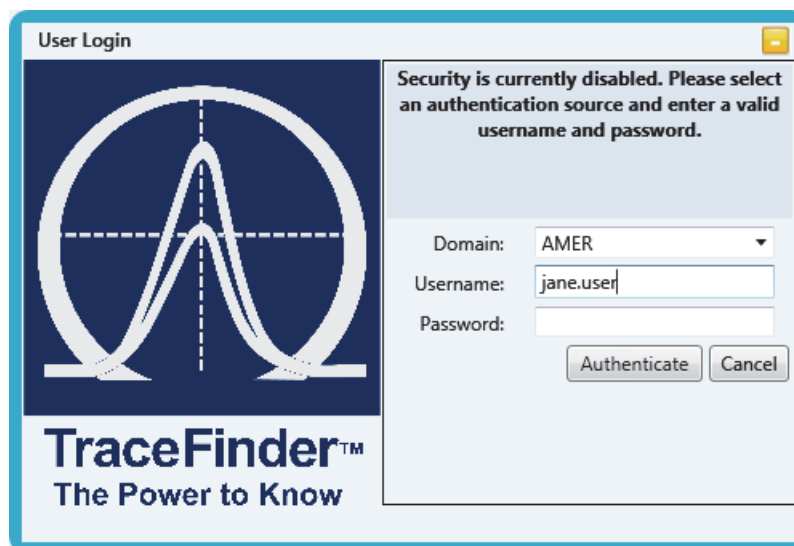 User Login
Security is currently disabled. Please select
an authentication source and enter a valid
username and password.
Domain: AMER
Username: jane.user
Password:
Authenticate Cancel
TraceFinder™
The Power to Know